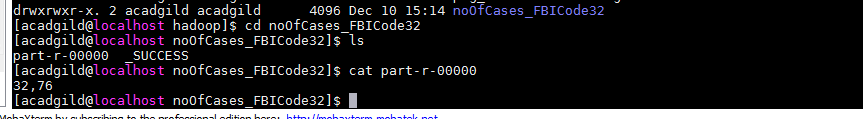 drwxrwxr-x. 2 acadgild acadgild     4096 Dec 10 15:14 noOfCases_FBICode32
[acadgild@localhost hadoop]$ cd noOfCases_FBICode32
[acadgild@localhost noOfCases_FBICode32]$ ls
part-r-00000  _SUCCESS
[acadgild@localhost noOfCases_FBICode32]$ cat part-r-00000
32,76
[acadgild@localhost noOfCases_FBICode32]$
MobaXterm by subscribing to the professional edition here: http://mobaxterm.mobatek.net